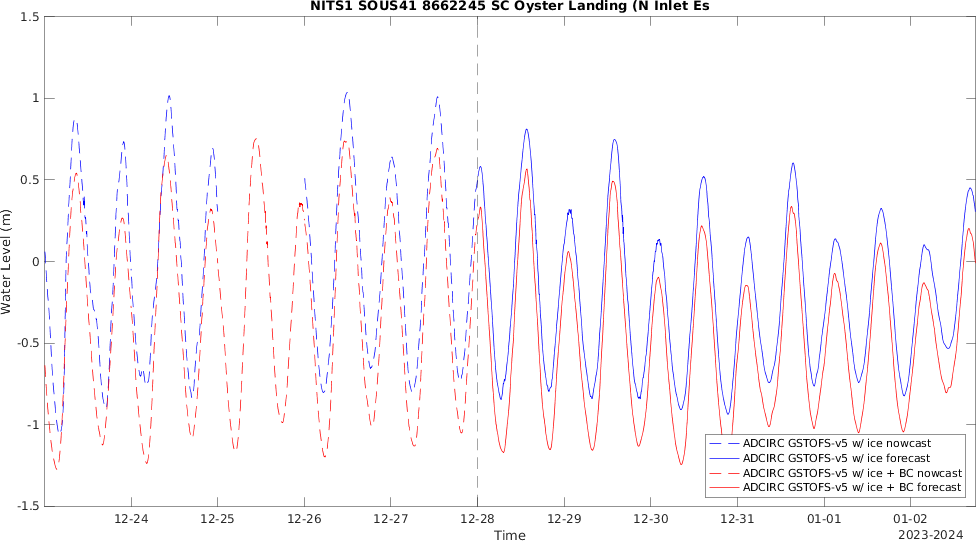 NITS1 SOUS41 8662245 SC Oyster Landing (N Inlet Es
1.5
1
0.5
0
-0.5
-1
-1.5
Water Level (m)
12-24
12-25
12-26
12-27
12-28
12-29
12-30
12-31
01-01
01-02
Time
2023-2024
ADCIRC GSTOFS-v5 w/ ice nowcast
ADCIRC GSTOFS-v5 w/ ice forecast
ADCIRC GSTOFS-v5 w/ ice + BC nowcast
ADCIRC GSTOFS-v5 w/ ice + BC forecast